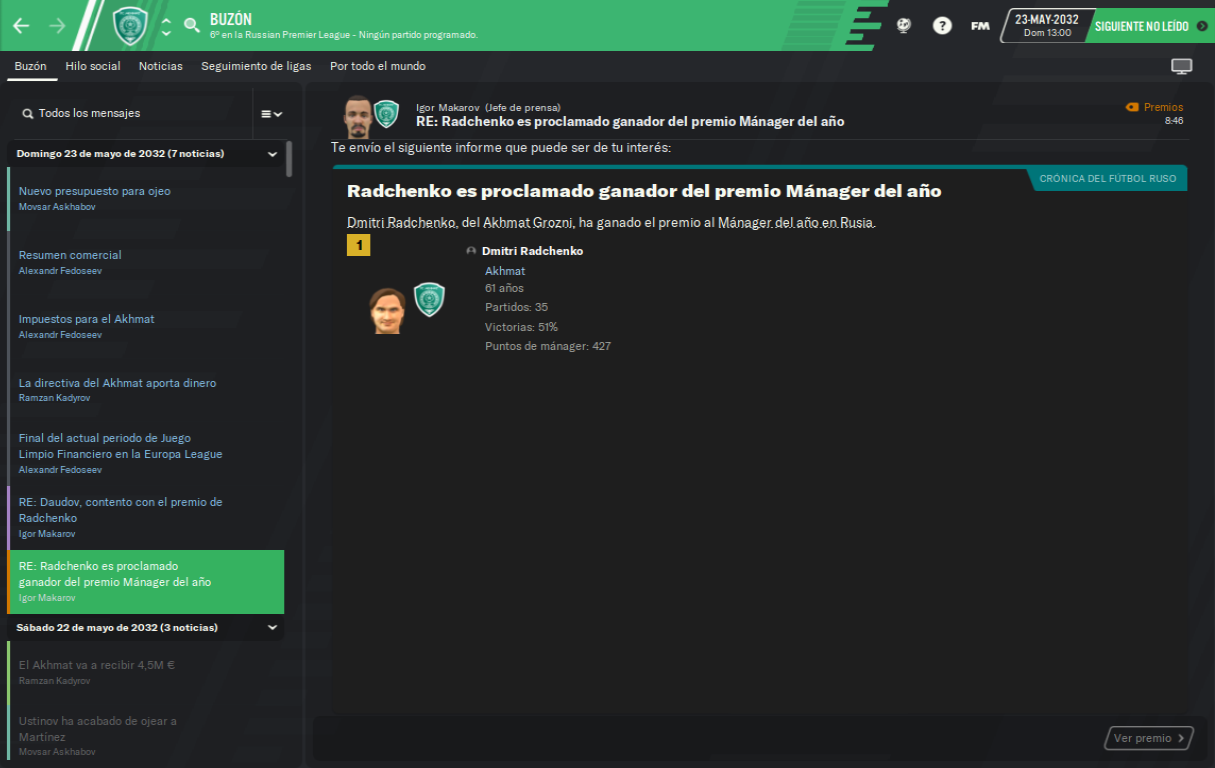 BUZÓN
6º en la Russian Premier League - Ningún partido programado.
?
FM
23-MAY-2032
Dom 13:00
SIGUIENTE NO LEÍDO
Buzón
Hilo social
Noticias
Seguimiento de ligas
Por todo el mundo
Todos los mensajes
Domingo 23 de mayo de 2032 (7 noticias)
Nuevo presupuesto para ojeo
Movsar Askhabov
Resumen comercial
Alexandr Fedoseev
Impuestos para el Akhmat
Alexandr Fedoseev
La directiva del Akhmat aporta dinero
Ramzan Kadyrov
Final del actual periodo de Juego
Limpio Financiero en la Europa League
Alexandr Fedoseev
RE: Daudov, contento con el premio de
Radchenko
Igor Makarov
RE: Radchenko es proclamado
ganador del premio Mánager del año
Igor Makarov
Sábado 22 de mayo de 2032 (3 noticias)
El Akhmat va a recibir 4,5M €
Ramzan Kadyrov
Ustinov ha acabado de ojear a
Martínez
Movsar Askhabov
Igor Makarov (Jefe de prensa)
RE: Radchenko es proclamado ganador del premio Mánager del año
Premios
8:46
Te envío el siguiente informe que puede ser de tu interés:
CRÓNICA DEL FÚTBOL RUSO
Radchenko es proclamado ganador del premio Mánager del año
Dmitri Radchenko, del Akhmat Grozni, ha ganado el premio al Mánager del año en Rusia.
1
Dmitri Radchenko
Akhmat
61 años
Partidos: 35
Victorias: 51%
Puntos de mánager: 427
Ver premio